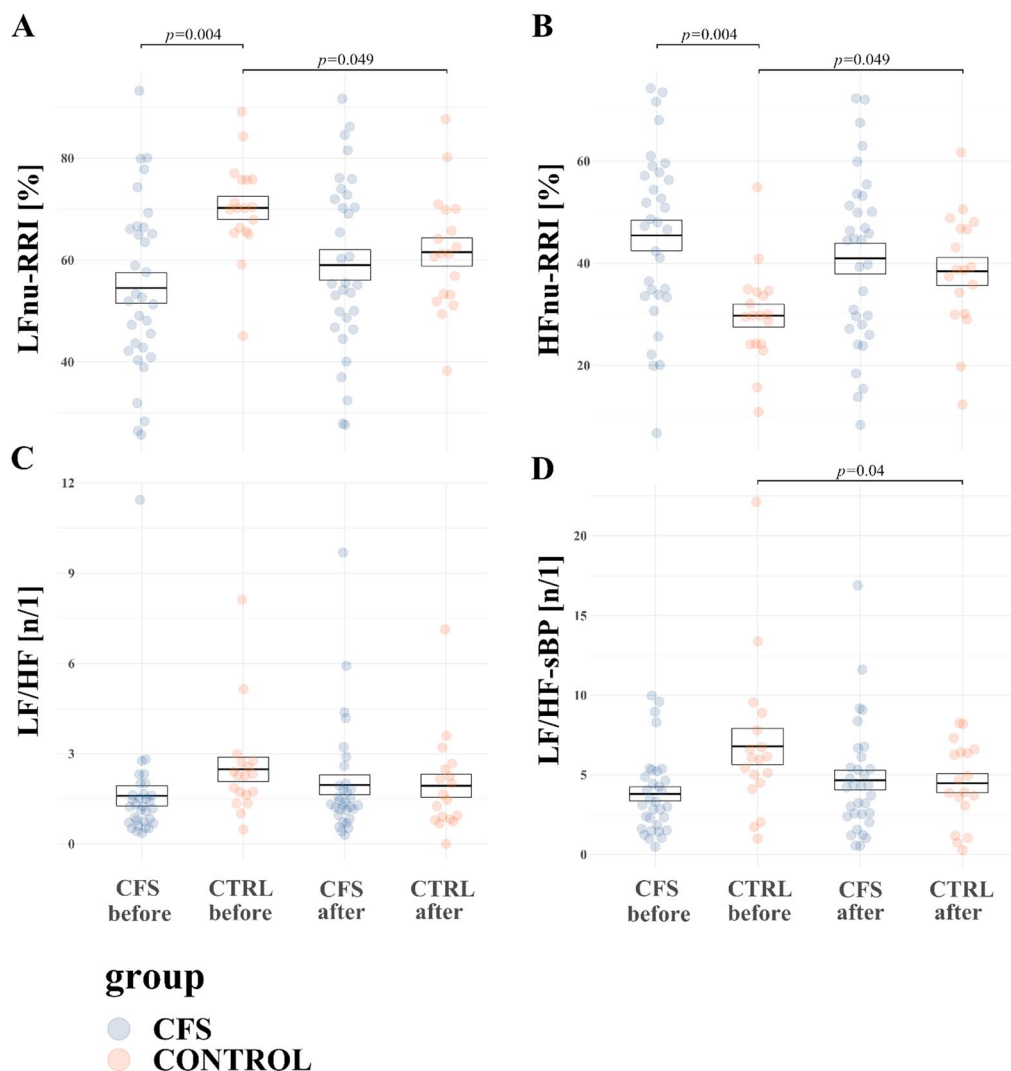 A
p=0.004
p=0.049
LFnu-RRI [%]
80
60
40
B
p=0.004
p=0.049
HFnu-RRI [%]
60
40
20
C
LF/HF [n/1]
12
9
6
3
0
CFS
before
CTRL
before
CFS
after
CTRL
after
D
p=0.04
LF/HF-sBP [n/1]
20
15
10
5
0
CFS
before
CTRL
before
CFS
after
CTRL
after
group
CFS
CONTROL